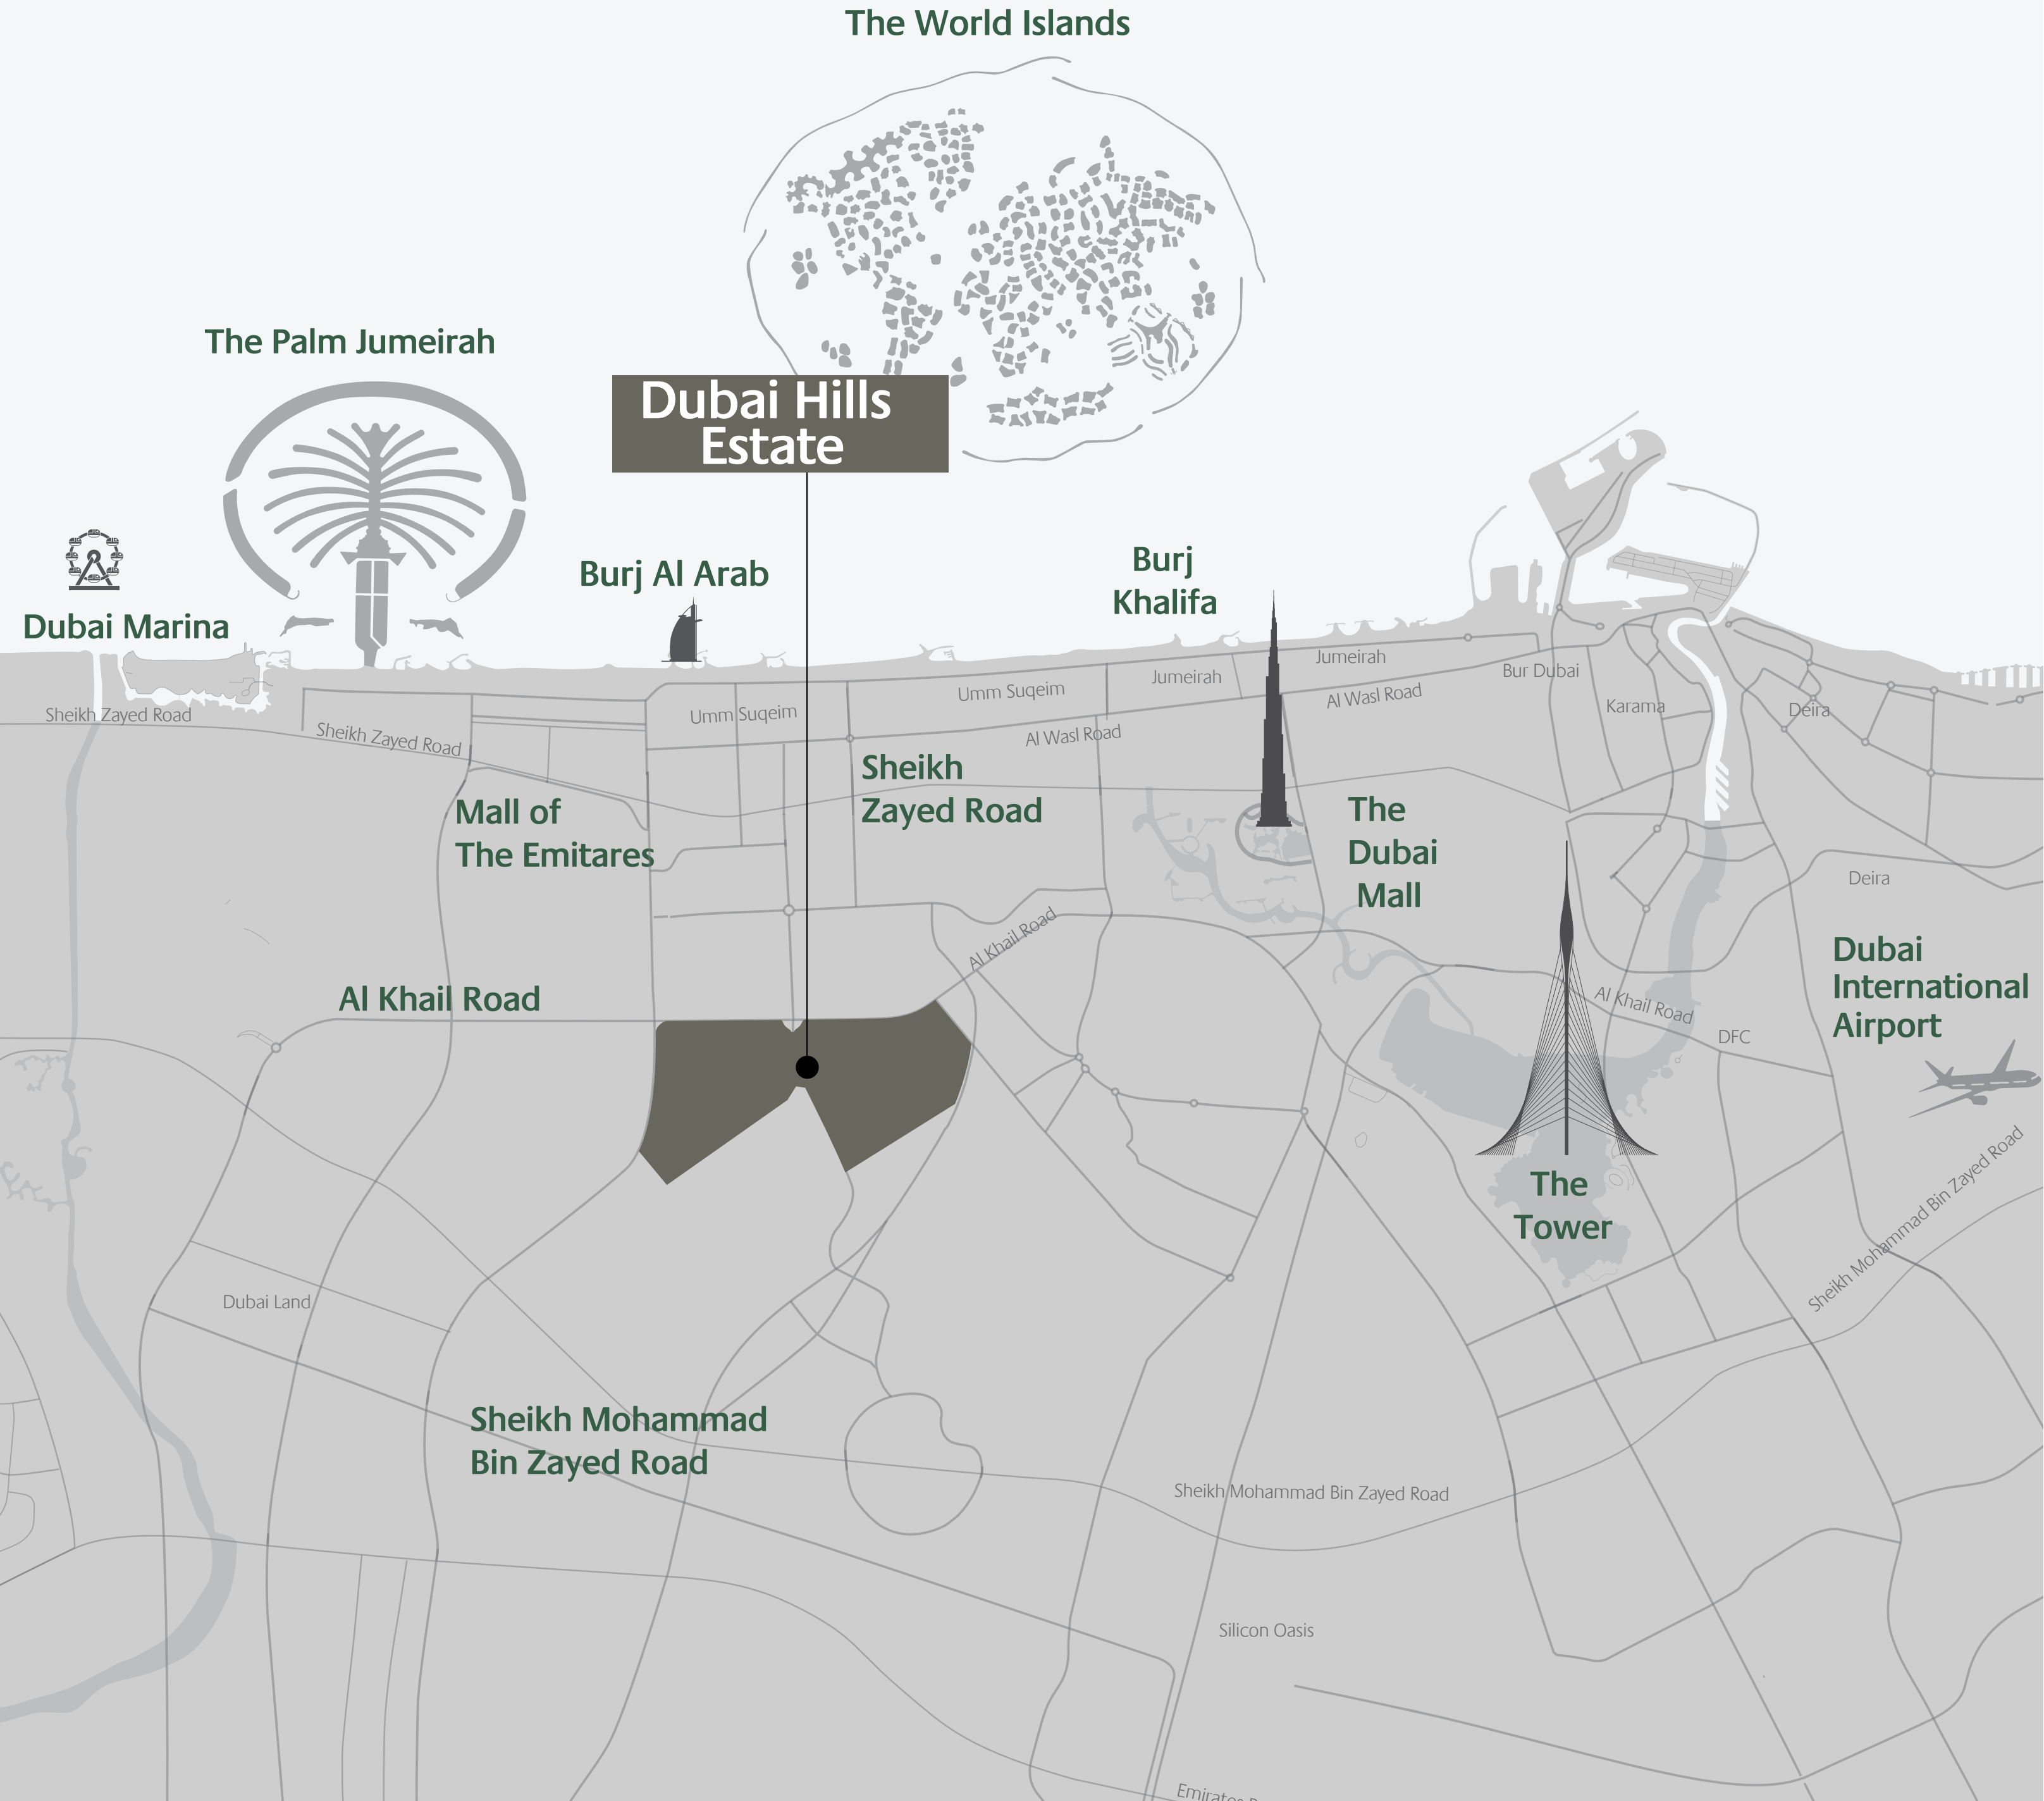 The World Islands
The Palm Jumeirah
Dubai Hills
Estate
Burj Al Arab
Burj
Khalifa
Dubai Marina
Jumeirah
Jumeirah
Bur Dubai
Umm Suqeim
Umm Suqeim
Al Wasl Road
Karama
Deira
Sheikh Zayed Road
Sheikh Zayed Road
Al Wasl Road
Sheikh
Zayed Road
Mall of
The Emitares
The
Dubai
Mall
Deira
Al Khail Road
Dubai
International
Airport
Al Khail Road
Al Khail Road
DFC
The
Tower
Sheikh Mohammad Bin Zayed Road
Dubai Land
Sheikh Mohammad
Bin Zayed Road
Sheikh Mohammad Bin Zayed Road
Silicon Oasis
Emirates